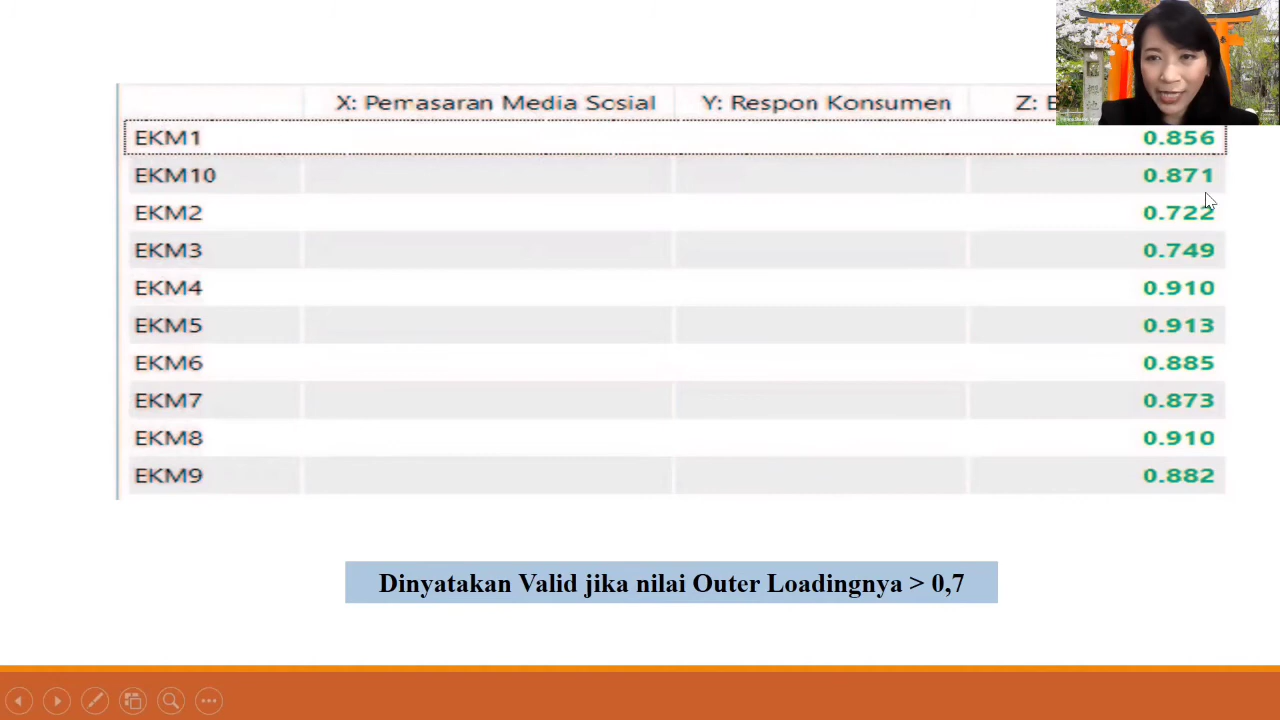 X: Pemasaran Media Sosial Y: Respon Konsumen Z:
EKM1 0.856
EKM10 0.871
EKM2 0.722
EKM3 0.749
EKM4 0.910
EKM5 0.913
EKM6 0.885
EKM7 0.873
EKM8 0.910
EKM9 0.882
Dinyatakan Valid jika nilai Outer Loadingnya > 0,7